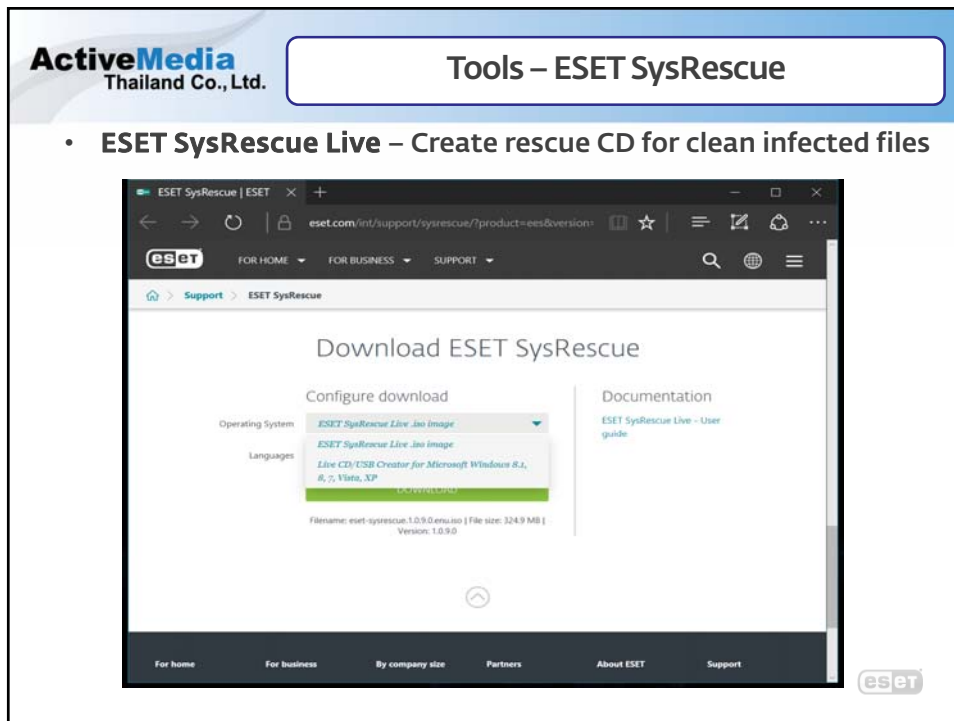 ActiveMedia
Thailand Co., Ltd.
Tools – ESET SysRescue
• ESET SysRescue Live – Create rescue CD for clean infected files
ESET SysRescue | ESET
eset.com/int/support/sysrescue/?product=ees&version=
eset
FOR HOME
FOR BUSINESS
SUPPORT
Support > ESET SysRescue
Download ESET SysRescue
Configure download
Documentation
Operating System
ESET SysRescue Live .iso image
ESET SysRescue Live – User
guide
ESET SysRescue Live .iso image
Languages
Live CD/USB Creator for Microsoft Windows 8.1,
8, 7, Vista, XP
DOWNLOAD
Filename: eset-sysrescue.1.0.9.0.enu.iso | File size: 324.9 MB |
Version: 1.0.9.0
For home
For business
By company size
Partners
About ESET
Support
eset